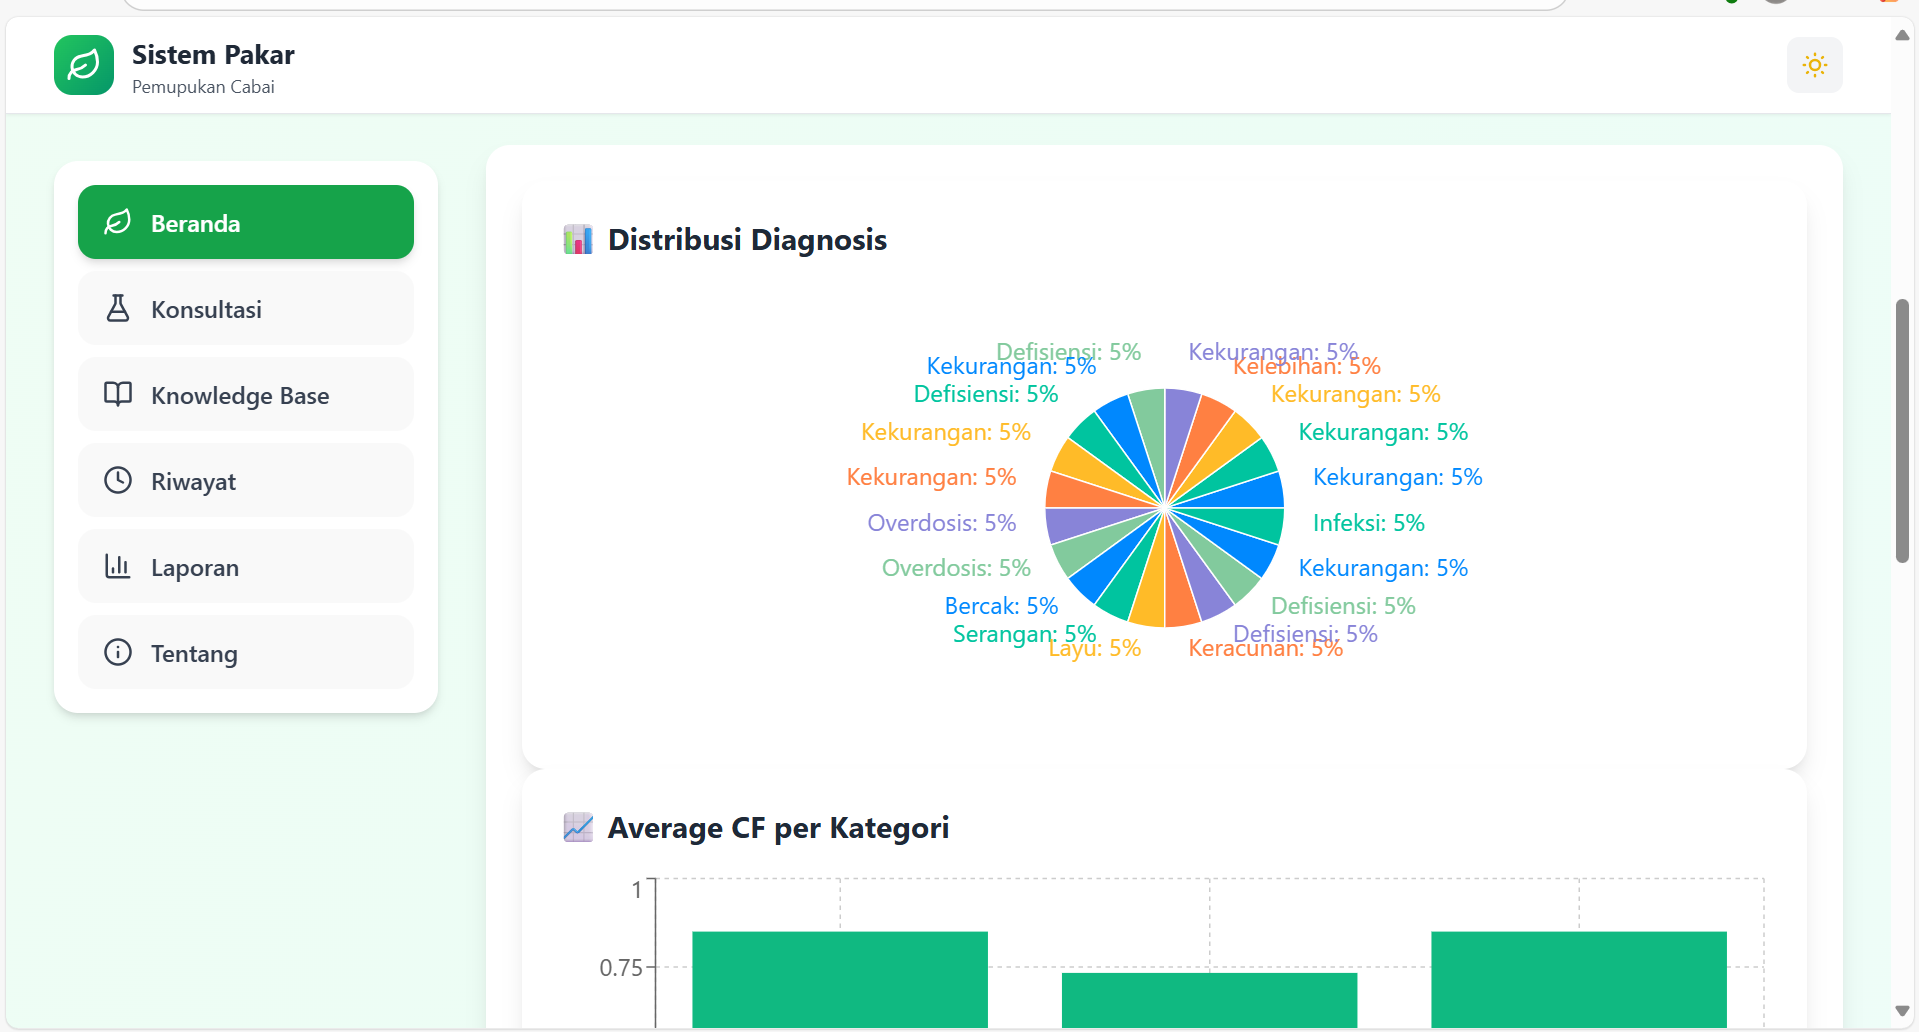 Sistem Pakar
Pemupukan Cabai
Beranda
Konsultasi
Knowledge Base
Riwayat
Laporan
Tentang
Distribusi Diagnosis
Defisiensi: 5%
Kekurangan: 5%
Kekurangan: 5%
Kelebihan: 5%
Defisiensi: 5%
Kekurangan: 5%
Kekurangan: 5%
Kekurangan: 5%
Kekurangan: 5%
Kekurangan: 5%
Overdosis: 5%
Infeksi: 5%
Overdosis: 5%
Kekurangan: 5%
Bercak: 5%
Defisiensi: 5%
Serangan: 5%
Defisiensi: 5%
Layu: 5%
Keracunan: 5%
Average CF per Kategori
1
0.75